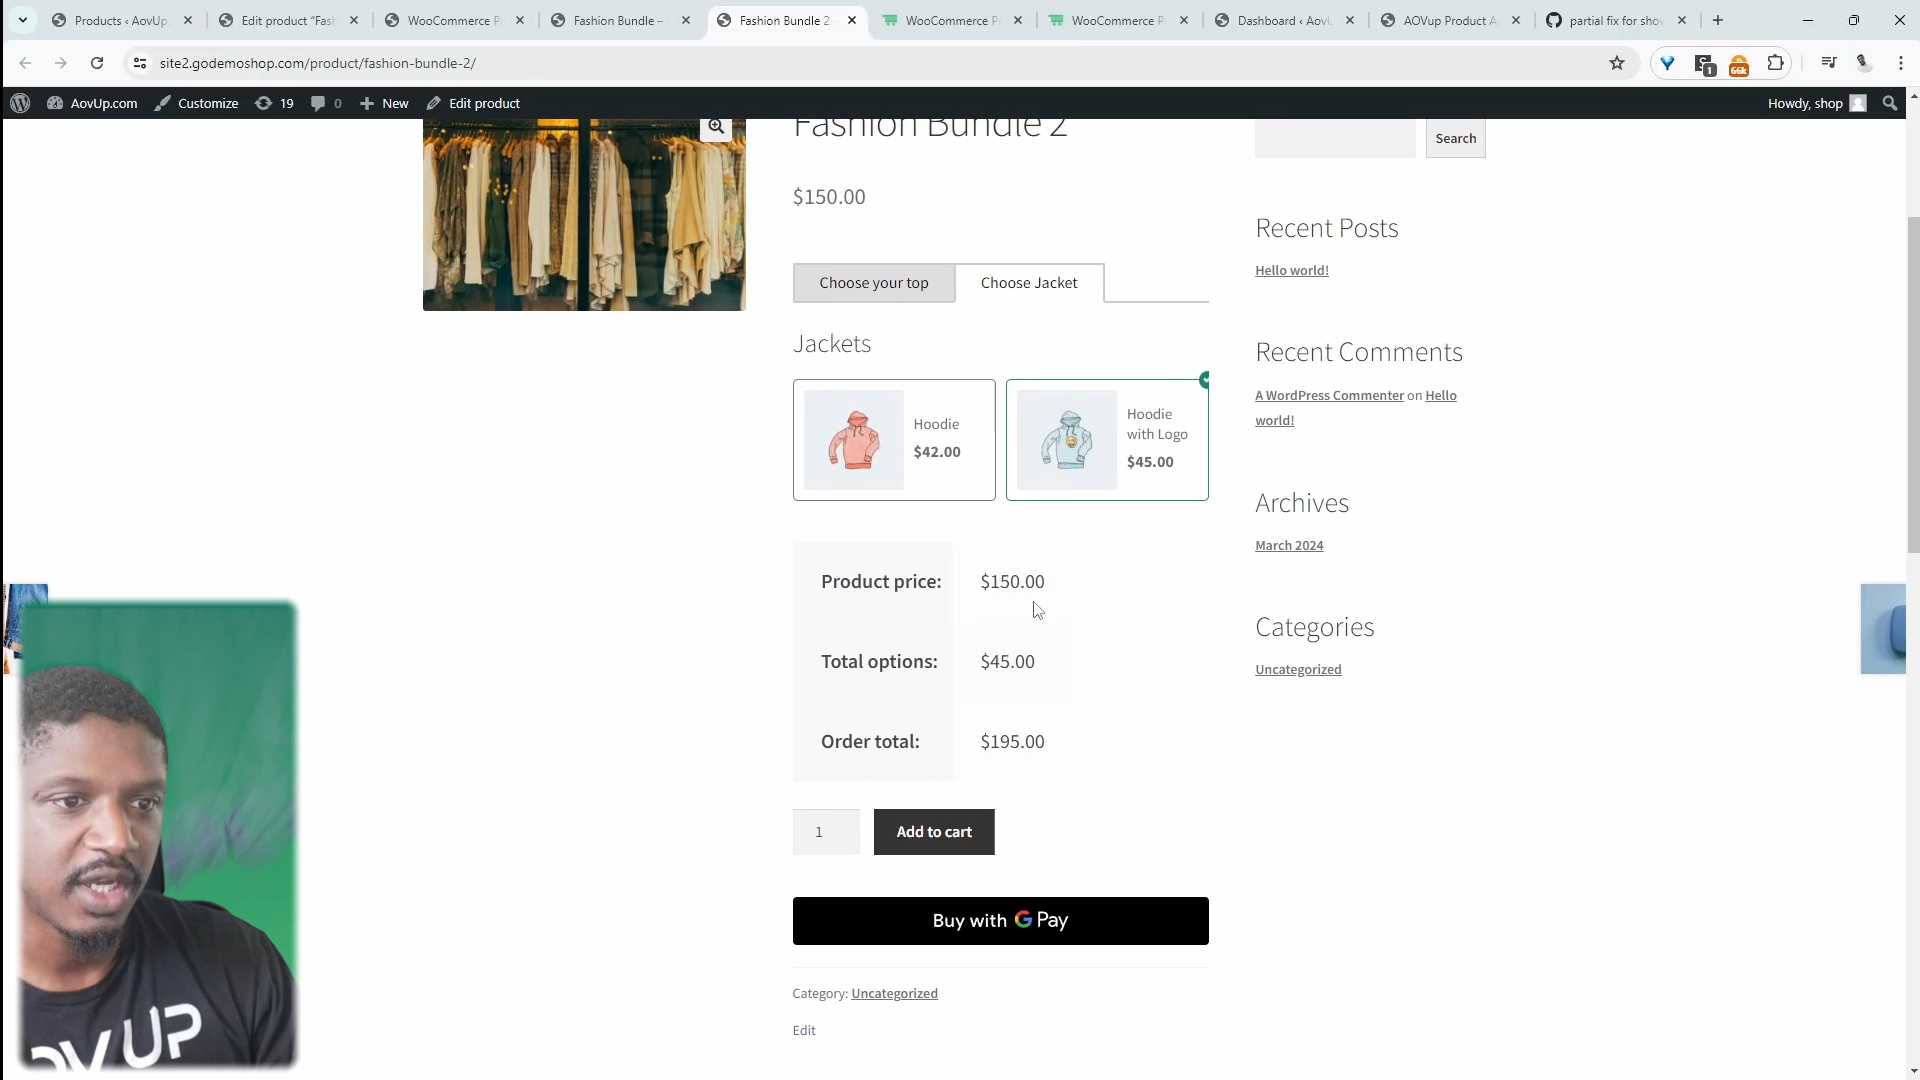 Products ‹ AovUp.
Edit product "Fas
WooCommerce P
Fashion Bundle –
Fashion Bundle 2
WooCommerce P
WooCommerce P
Dashboard ‹ Aov
AOVup Product A
partial fix for sho
site2.godemoshop.com/product/fashion-bundle-2/
1
66k
AovUp.com
Customize
19
0
New
Edit product
Howdy, shop
Fashion Bundle 2
$150.00
Choose your top
Choose Jacket
Jackets
Hoodie
$42.00
Hoodie
with Logo
$45.00
Product price:
$150.00
Total options:
$45.00
Order total:
$195.00
1
Add to cart
Buy with G Pay
Category: Uncategorized
Edit
Search
Recent Posts
Hello world!
Recent Comments
A WordPress Commenter on Hello
world!
Archives
March 2024
Categories
Uncategorized
OVUP